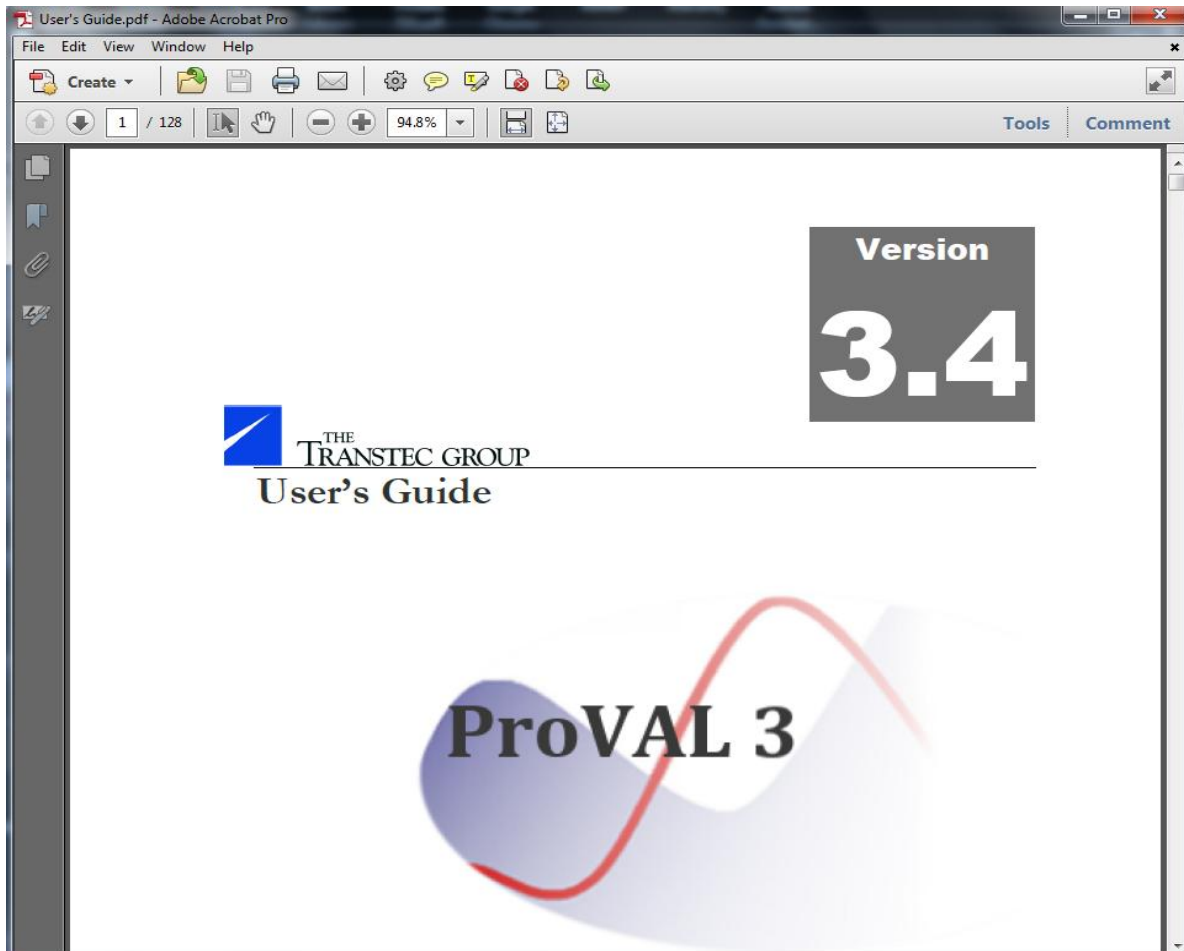 User's Guide.pdf - Adobe Acrobat Pro
File Edit View Window Help
Create
1 / 128 94.8% Tools Comment
Version
3.4
THE
TRANSTEC GROUP
User's Guide
ProVAL 3